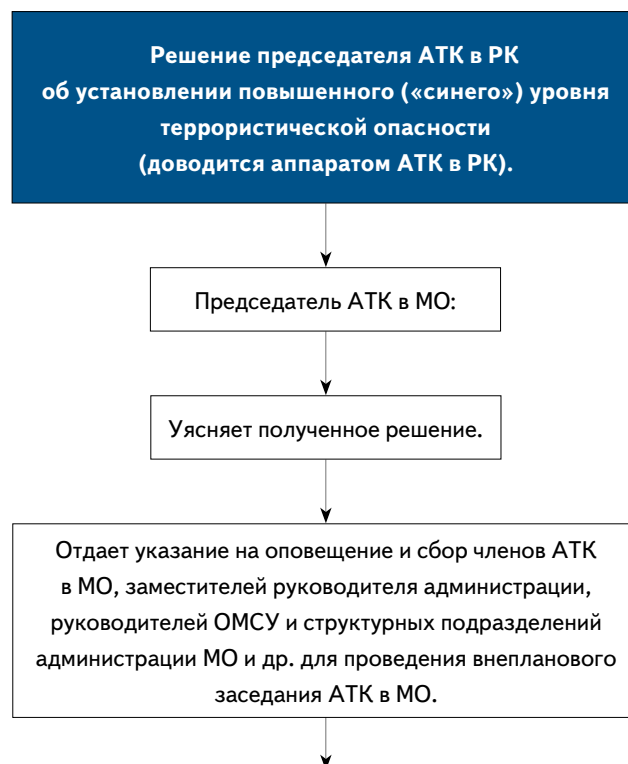 Решение председателя АТК в РК
об установлении повышенного («синего») уровня
террористической опасности
(доводится аппаратом АТК в РК).
Председатель АТК в МО:
Уясняет полученное решение.
Отдает указание на оповещение и сбор членов АТК
в МО, заместителей руководителя администрации,
руководителей ОМСУ и структурных подразделений
администрации МО и др. для проведения внепланового
заседания АТК в МО.